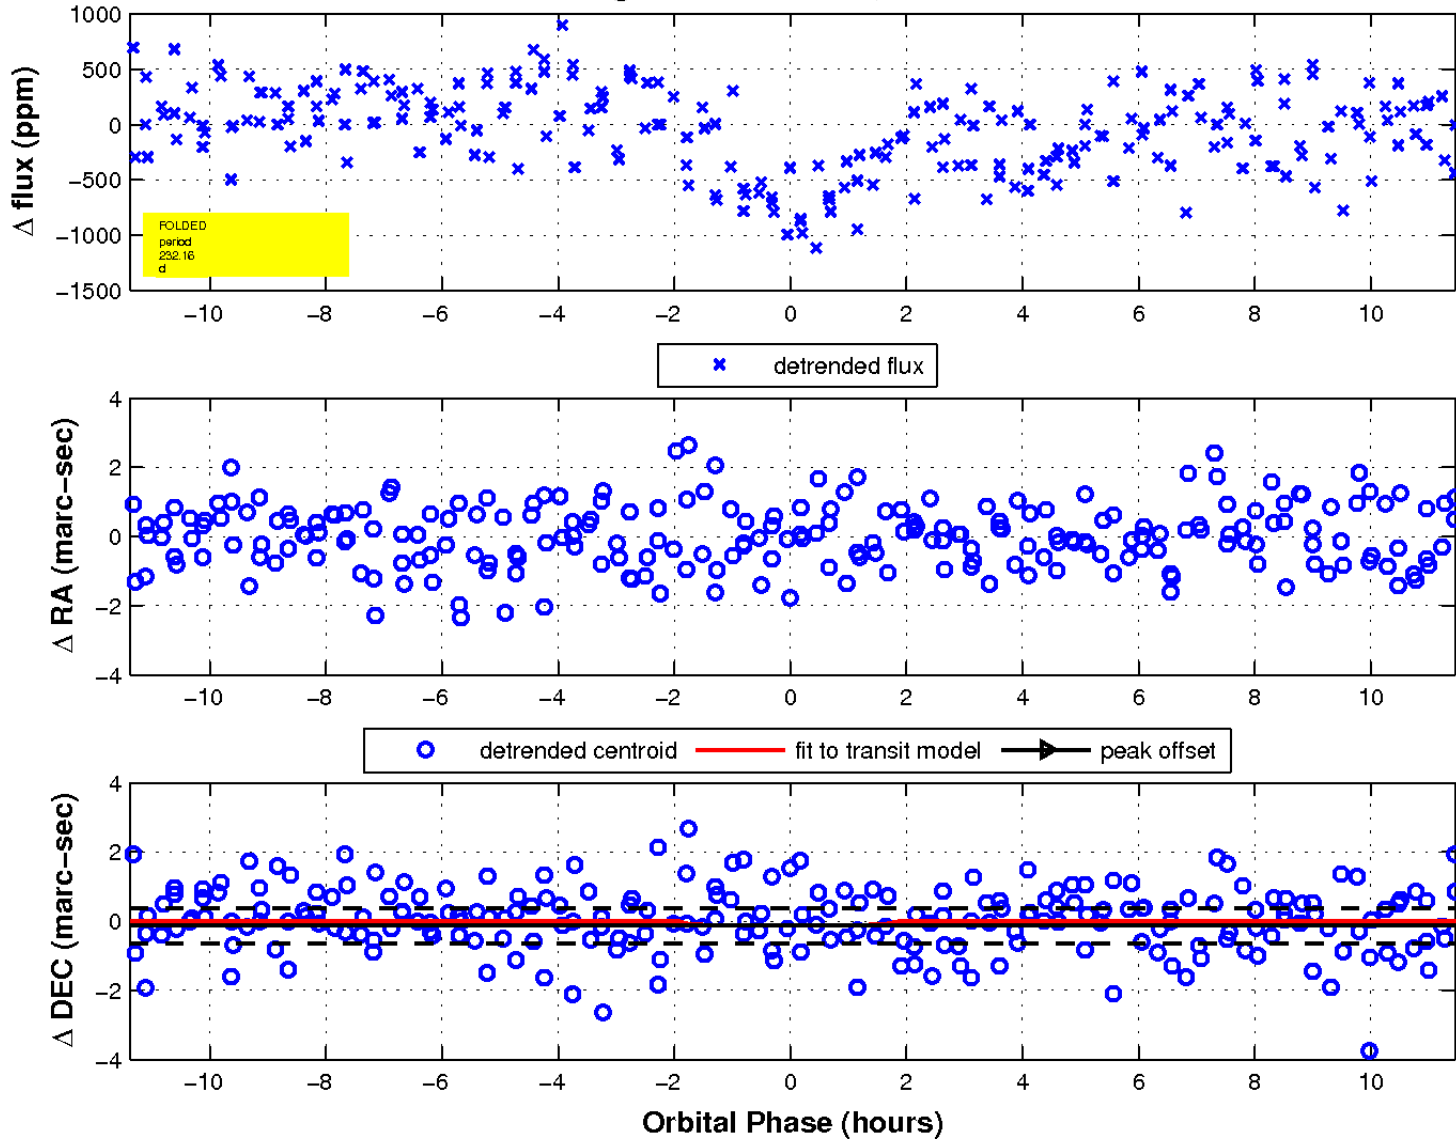 1000
500
0
−500
−1000
−1500
Δ flux (ppm)
FOLDED
period
232.16
d
−10 −8 −6 −4 −2 0 2 4 6 8 10
detrended flux
4
2
0
−2
−4
Δ RA (marc−sec)
−10 −8 −6 −4 −2 0 2 4 6 8 10
detrended centroid fit to transit model peak offset
4
2
0
−2
−4
Δ DEC (marc−sec)
−10 −8 −6 −4 −2 0 2 4 6 8 10
Orbital Phase (hours)